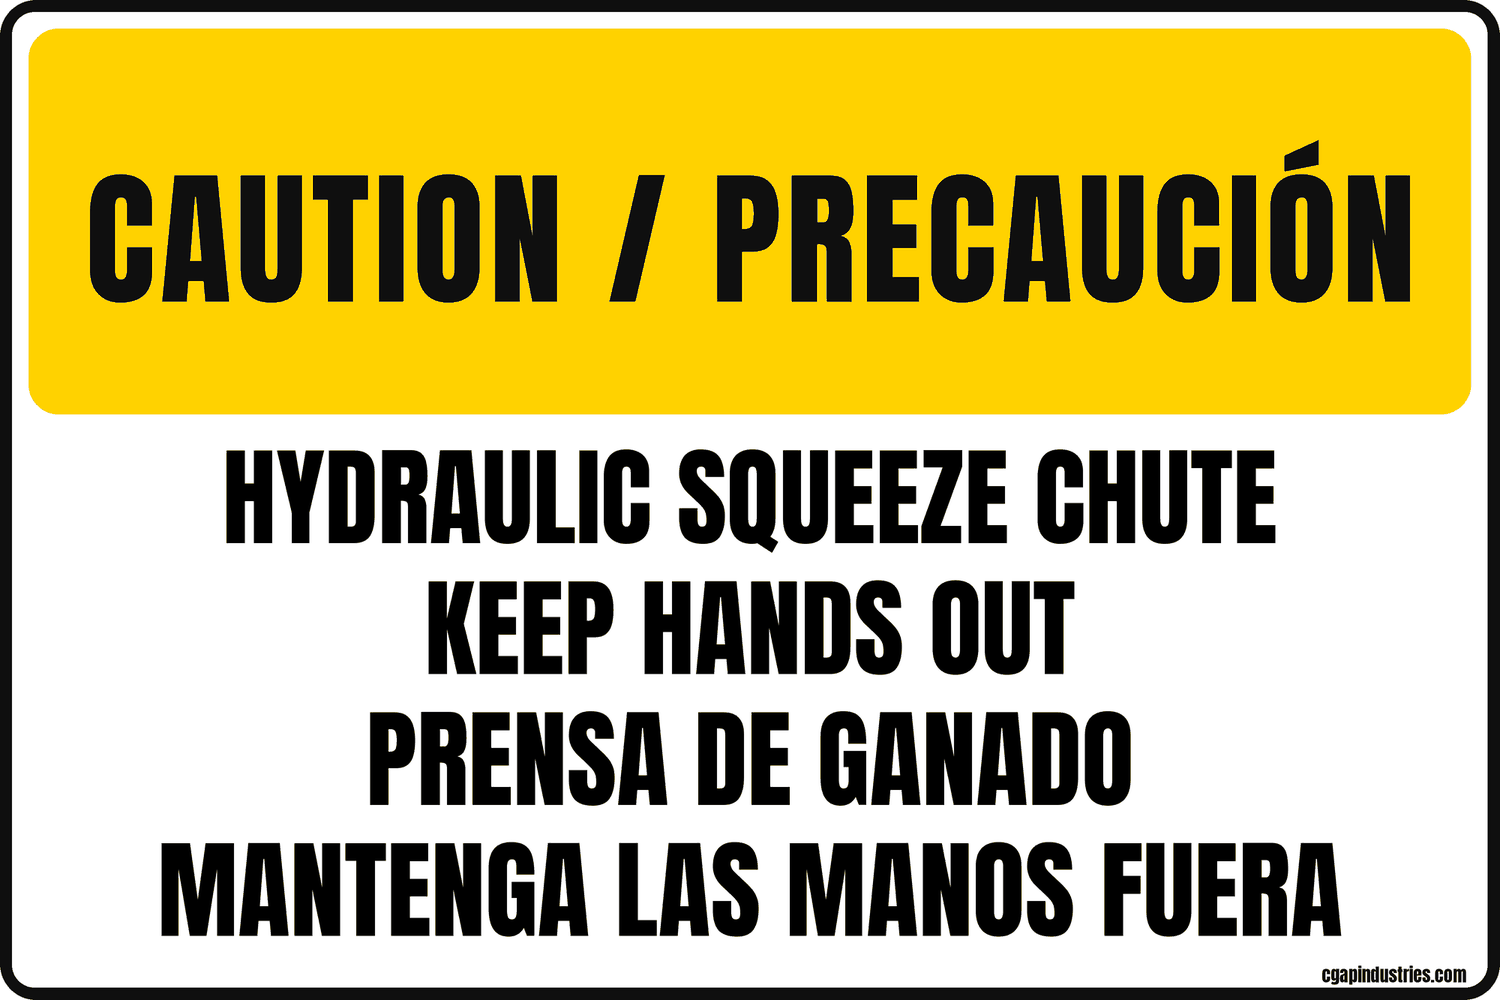 CAUTION / PRECAUCIÓN
HYDRAULIC SQUEEZE CHUTE
KEEP HANDS OUT
PRENSA DE GANADO
MANTENGA LAS MANOS FUERA
cgapindustries.com